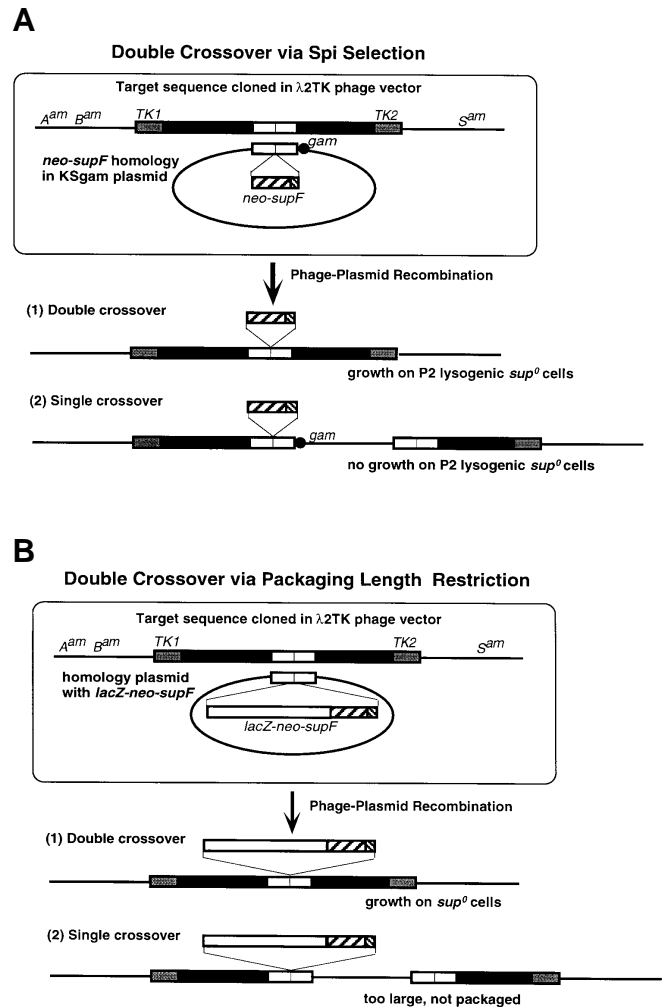 A
Double Crossover via Spi Selection
Target sequence cloned in λ2TK phage vector
Aam Bam TK1 TK2 Sam
gam
neo-supF homology
in KSgam plasmid
neo-supF
Phage-Plasmid Recombination
(1) Double crossover
growth on P2 lysogenic sup0 cells
(2) Single crossover
gam
no growth on P2 lysogenic sup0 cells
B
Double Crossover via Packaging Length Restriction
Target sequence cloned in λ2TK phage vector
Aam Bam TK1 TK2 Sam
homology plasmid
with lacZ-neo-supF
lacZ-neo-supF
Phage-Plasmid Recombination
(1) Double crossover
growth on sup0 cells
(2) Single crossover
too large, not packaged